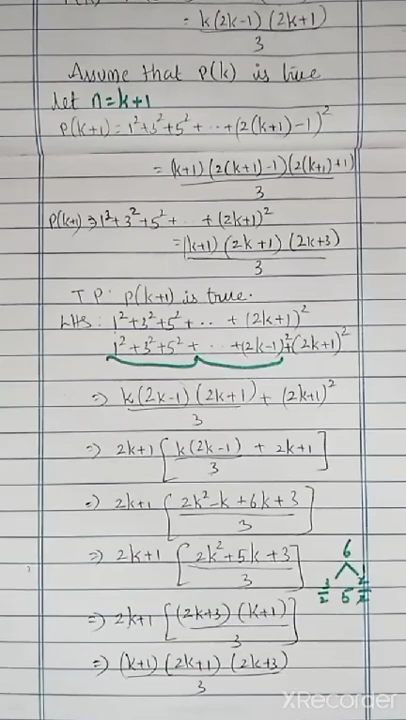 = k(2k-1)(2k+1)/3
Assume that P(k) is true
let n=k+1
P(k+1): 1²+3²+5²+ - - +(2(k+1)-1)²
= (k+1)(2(k+1)-1)(2(k+1)+1)/3
P(k+1) ⇒ 1²+3²+5²+ .. +(2k+1)²
= (k+1)(2k+1)(2k+3)/3
T P: P(k+1) is true.
LHS: 1²+3²+5²+ .. + (2k+1)²
1²+3²+5²+ .. +(2k-1)²+(2k+1)²
⇒ k(2k-1)(2k+1)/3 + (2k+1)²
⇒ 2k+1 [k(2k-1)/3 + 2k+1]
⇒ 2k+1 [(2k²-k+6k+3)/3]
⇒ 2k+1 [(2k²+5k+3)/3]
6
3/2 5
⇒ 2k+1 [(2k+3)(k+1)/3]
⇒ (k+1)(2k+1)(2k+3)/3
XRecorder